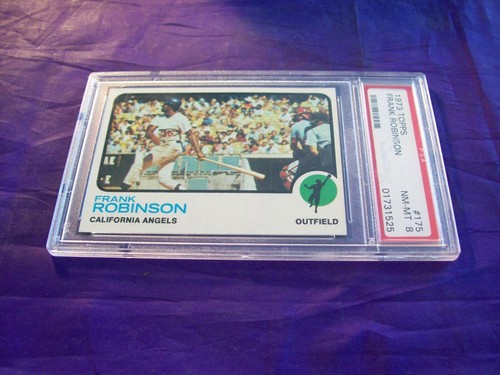 1973 TOPPS
FRANK ROBINSON
#175
NM-MT 8
01731525
FRANK
ROBINSON
CALIFORNIA ANGELS
OUTFIELD